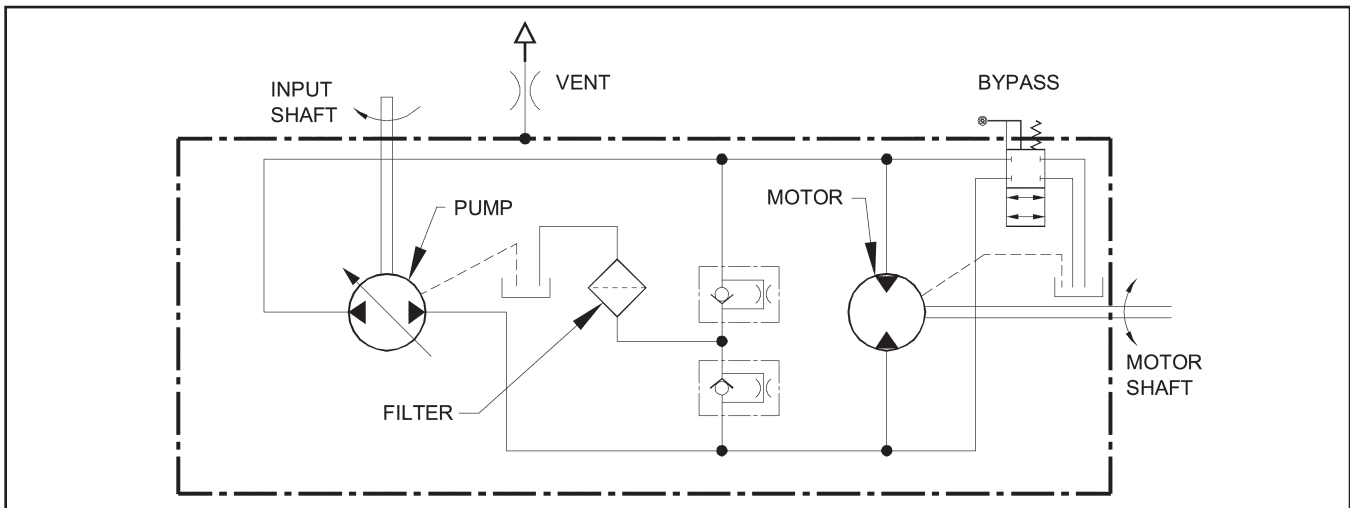 VENT
BYPASS
INPUT
SHAFT
MOTOR
PUMP
FILTER
MOTOR
SHAFT